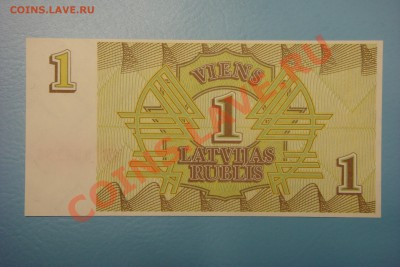 COINS.LAVE.RU
1
VIENS
1
LATVIJAS
RUBLIS
1
COINS.LAVE.RU